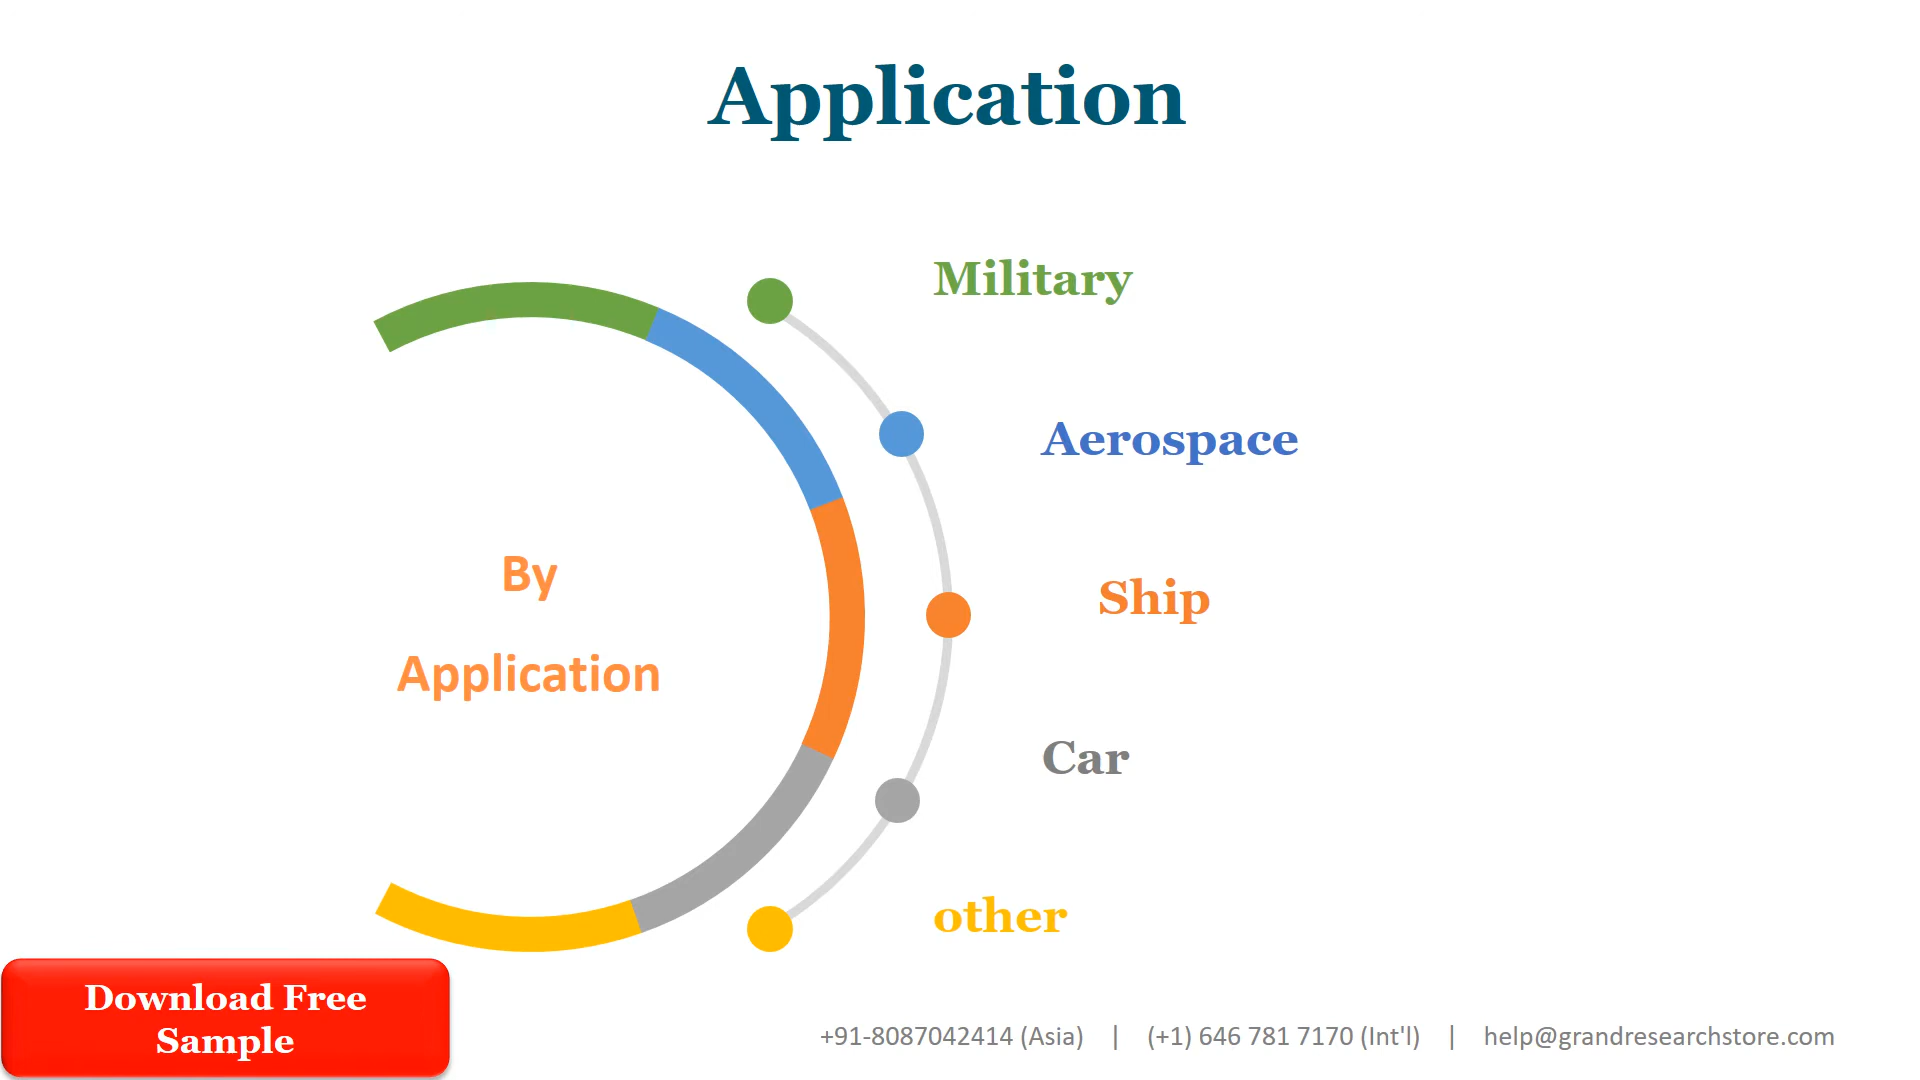 Application
Military
Aerospace
By
Application
Ship
Car
other
Download Free
Sample
+91-8087042414 (Asia) | (+1) 646 781 7170 (Int'l) | help@grandresearchstore.com